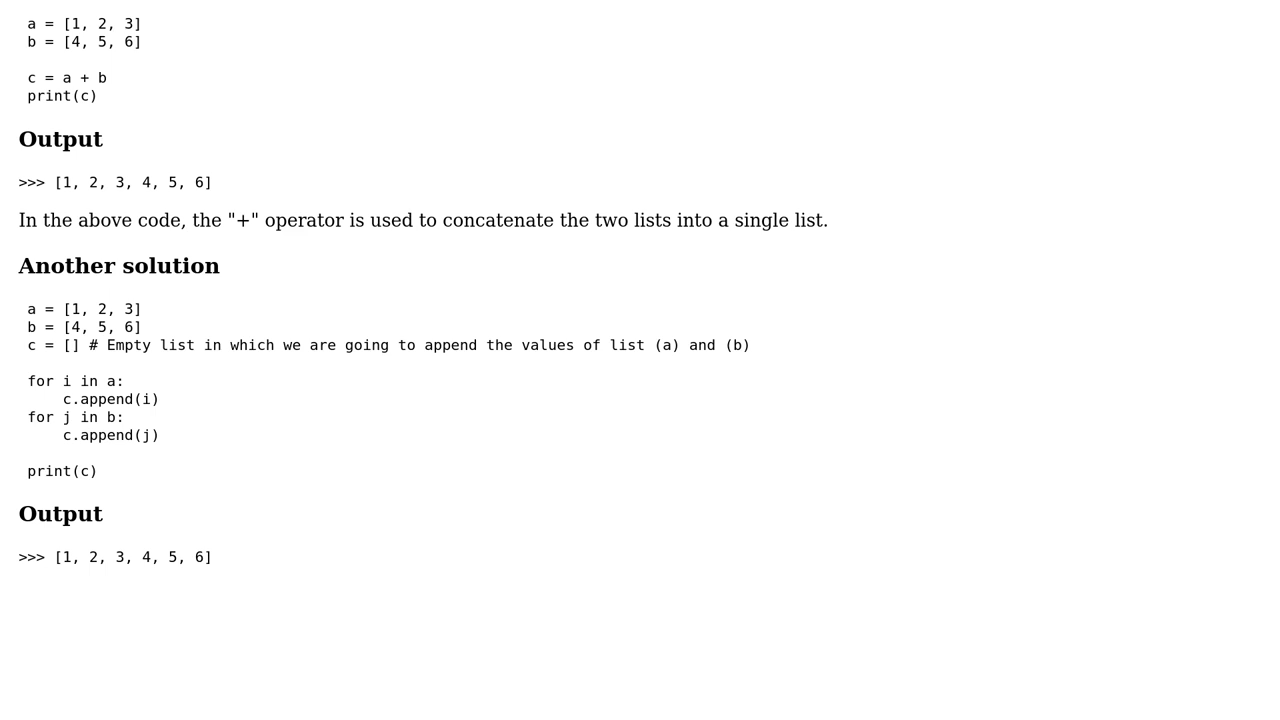 a = [1, 2, 3]
b = [4, 5, 6]
c = a + b
print(c)
Output
>>> [1, 2, 3, 4, 5, 6]
In the above code, the "+" operator is used to concatenate the two lists into a single list.
Another solution
a = [1, 2, 3]
b = [4, 5, 6]
c = [] # Empty list in which we are going to append the values of list (a) and (b)
for i in a:
    c.append(i)
for j in b:
    c.append(j)
print(c)
Output
>>> [1, 2, 3, 4, 5, 6]